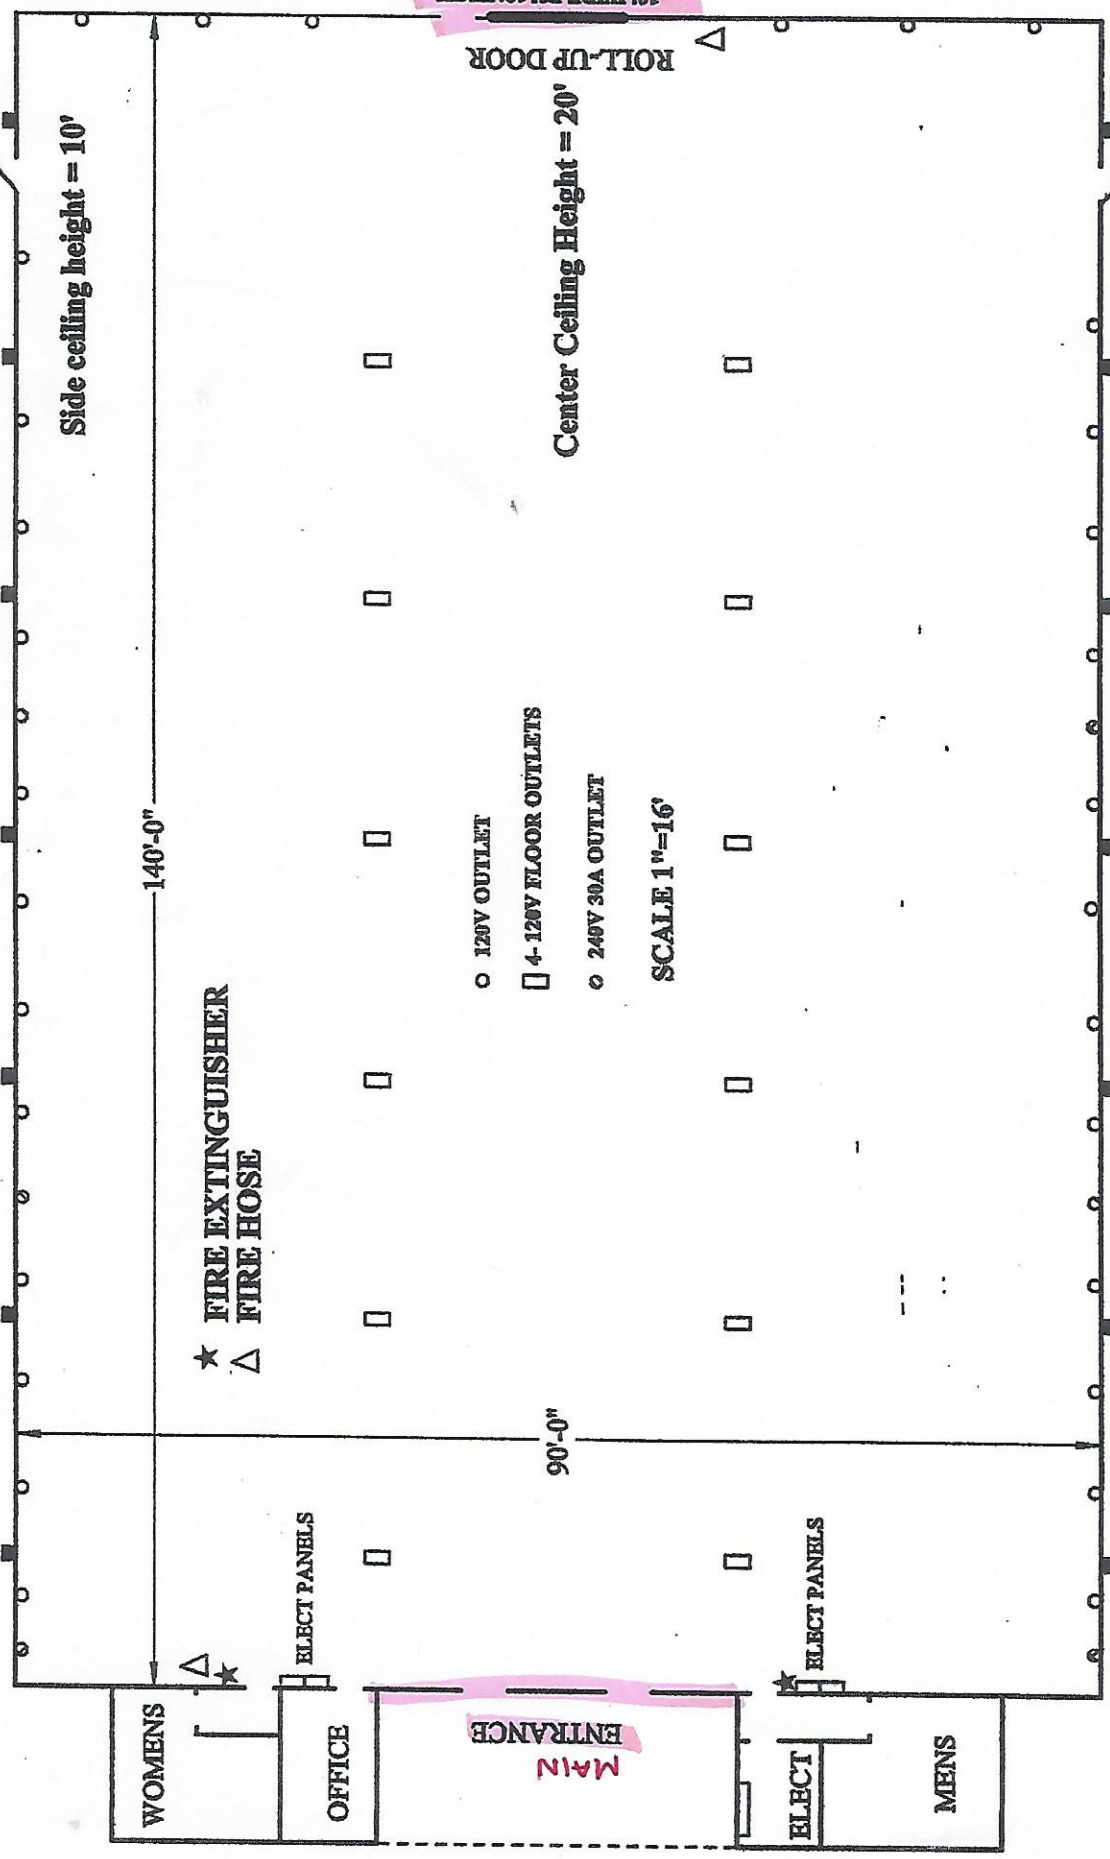 ROLL-UP DOOR
Side ceiling height = 10'
Center Ceiling Height = 20'
140'-0"
120V OUTLET
4- 120V FLOOR OUTLETS
240V 30A OUTLET
SCALE 1"=16'
FIRE EXTINGUISHER
FIRE HOSE
90'-0"
ELECT PANELS
ELECT PANELS
WOMENS
OFFICE
ENTRANCE
MAIN
ELECT
MENS